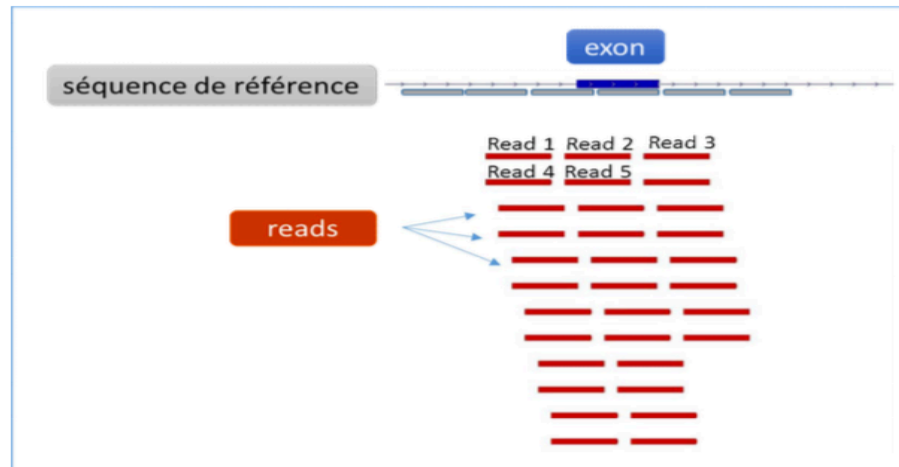 exon
séquence de référence
Read 1 Read 2 Read 3
Read 4 Read 5
reads